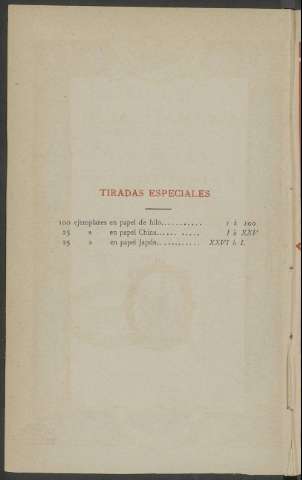 TIRADAS ESPECIALES
100 ejemplares en papel de hilo........... 1 à 100
25 » en papel China...... ..... I à XXV
25 » en papel Japón............ XXVI à L